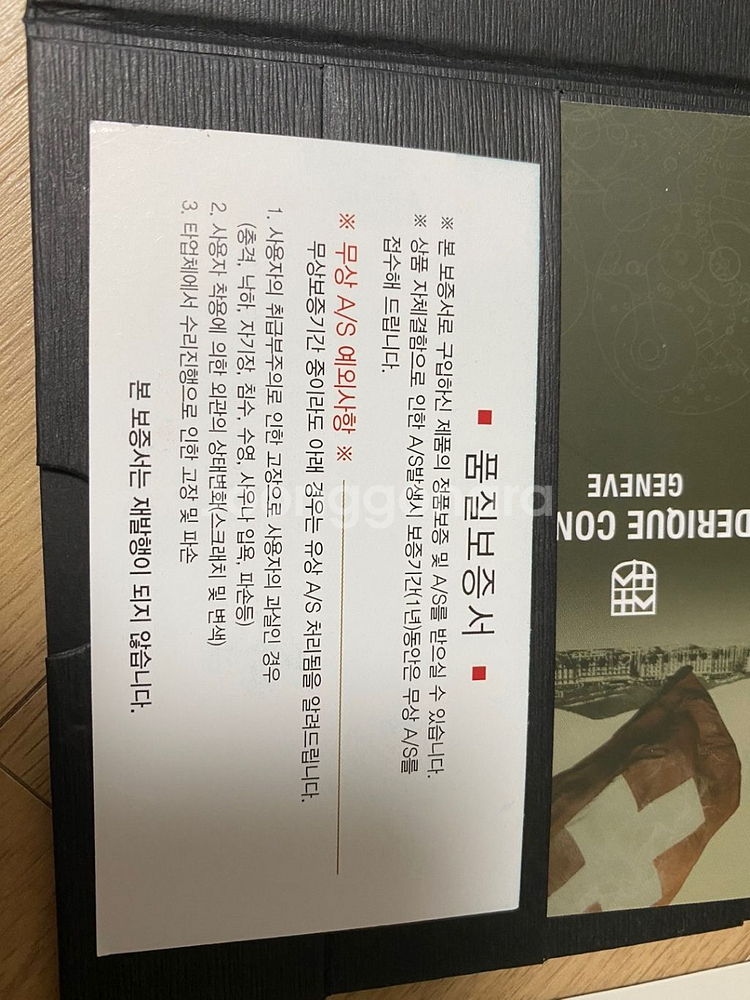 ■ 품질보증서 ■
※ 본 보증서로 구입하신 제품의 정품보증 및 A/S를 받으실 수 있습니다.
※ 상품 자체결함으로 인한 A/S발생시 보증기간(1년)동안은 무상 A/S를
접수해 드립니다.
※ 무상 A/S 예외사항 ※
무상보증기간 중이라도 아래 경우는 유상 A/S 처리됨을 알려드립니다.
1. 사용자의 취급부주의로 인한 고장으로 사용자의 과실인 경우
(충격, 낙하, 자기장, 침수, 수영, 사우나 입욕, 파손등)
2. 사용자 착용에 의한 외관의 상태변화(스크래치 및 변색)
3. 타업체에서 수리진행으로 인한 고장 및 파손
본 보증서는 재발행이 되지 않습니다.
DERIQUE CON
GENEVE